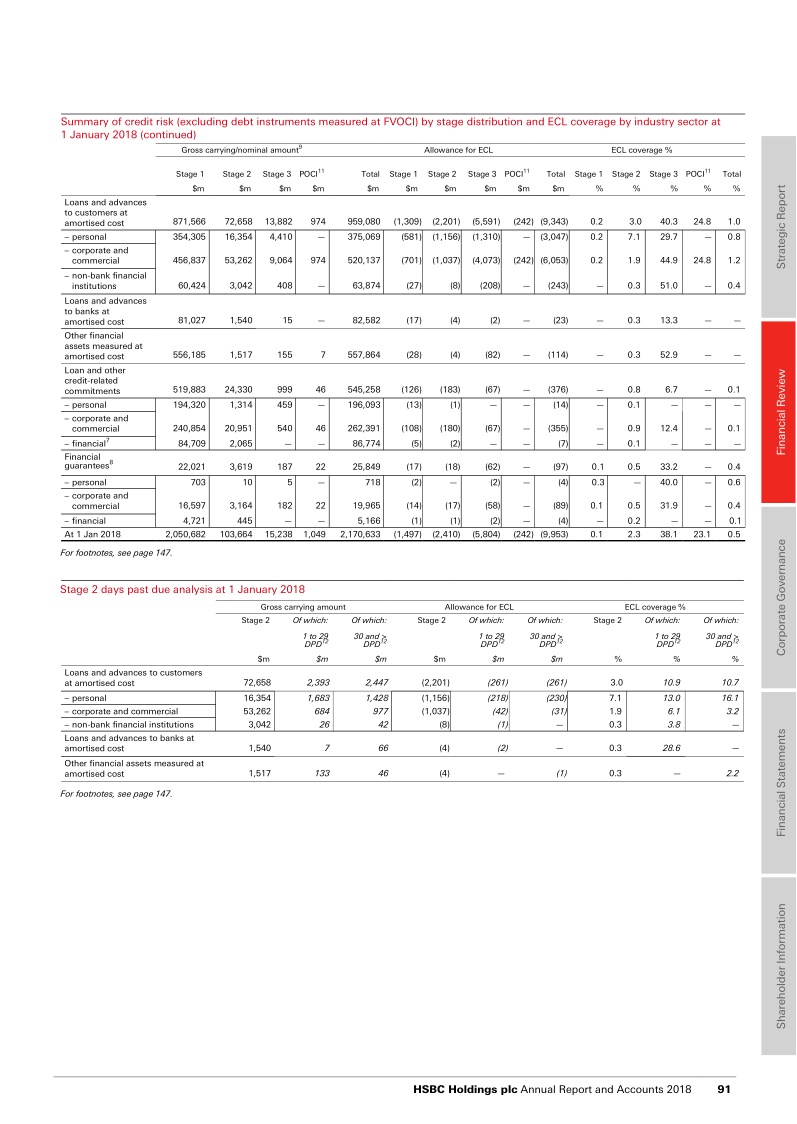 Summary of credit risk (excluding debt instruments measured at FVOCI) by stage distribution and ECL coverage by industry sector at
1 January 2018 (continued)
Gross carrying/nominal amount9 Allowance for ECL ECL coverage %
Stage 1 Stage 2 Stage 3 POCI11 Total Stage 1 Stage 2 Stage 3 POCI11 Total Stage 1 Stage 2 Stage 3 POCI11 Total
$m $m $m $m $m $m $m $m $m $m % % % % %
Loans and advances
to customers at
amortised cost 871,566 72,658 13,882 974 959,080 (1,309) (2,201) (5,591) (242) (9,343) 0.2 3.0 40.3 24.8 1.0
– personal 354,305 16,354 4,410 — 375,069 (581) (1,156) (1,310) — (3,047) 0.2 7.1 29.7 — 0.8
– corporate and
commercial 456,837 53,262 9,064 974 520,137 (701) (1,037) (4,073) (242) (6,053) 0.2 1.9 44.9 24.8 1.2
– non-bank financial
institutions 60,424 3,042 408 — 63,874 (27) (8) (208) — (243) — 0.3 51.0 — 0.4
Loans and advances
to banks at
amortised cost 81,027 1,540 15 — 82,582 (17) (4) (2) — (23) — 0.3 13.3 — —
Other financial
assets measured at
amortised cost 556,185 1,517 155 7 557,864 (28) (4) (82) — (114) — 0.3 52.9 — —
Loan and other
credit-related
commitments 519,883 24,330 999 46 545,258 (126) (183) (67) — (376) — 0.8 6.7 — 0.1
– personal 194,320 1,314 459 — 196,093 (13) (1) — — (14) — 0.1 — — —
– corporate and
commercial 240,854 20,951 540 46 262,391 (108) (180) (67) — (355) — 0.9 12.4 — 0.1
– financial7 84,709 2,065 — — 86,774 (5) (2) — — (7) — 0.1 — — —
Financial
guarantees8 22,021 3,619 187 22 25,849 (17) (18) (62) — (97) 0.1 0.5 33.2 — 0.4
– personal 703 10 5 — 718 (2) — (2) — (4) 0.3 — 40.0 — 0.6
– corporate and
commercial 16,597 3,164 182 22 19,965 (14) (17) (58) — (89) 0.1 0.5 31.9 — 0.4
– financial 4,721 445 — — 5,166 (1) (1) (2) — (4) — 0.2 — — 0.1
At 1 Jan 2018 2,050,682 103,664 15,238 1,049 2,170,633 (1,497) (2,410) (5,804) (242) (9,953) 0.1 2.3 38.1 23.1 0.5
For footnotes, see page 147.
Stage 2 days past due analysis at 1 January 2018
Gross carrying amount Allowance for ECL ECL coverage %
Stage 2 Of which: Of which: Stage 2 Of which: Of which: Stage 2 Of which: Of which:
1 to 29 30 and > 1 to 29 30 and > 1 to 29 30 and >
DPD12 DPD12 DPD12 DPD12 DPD12 DPD12
$m $m $m $m $m $m % % %
Loans and advances to customers
at amortised cost 72,658 2,393 2,447 (2,201) (261) (261) 3.0 10.9 10.7
– personal 16,354 1,683 1,428 (1,156) (218) (230) 7.1 13.0 16.1
– corporate and commercial 53,262 684 977 (1,037) (42) (31) 1.9 6.1 3.2
– non-bank financial institutions 3,042 26 42 (8) (1) — 0.3 3.8 —
Loans and advances to banks at
amortised cost 1,540 7 66 (4) (2) — 0.3 28.6 —
Other financial assets measured at
amortised cost 1,517 133 46 (4) — (1) 0.3 — 2.2
For footnotes, see page 147.
Strategic Report
Financial Review
Corporate Governance
Financial Statements
Shareholder Information
HSBC Holdings plc Annual Report and Accounts 2018 91